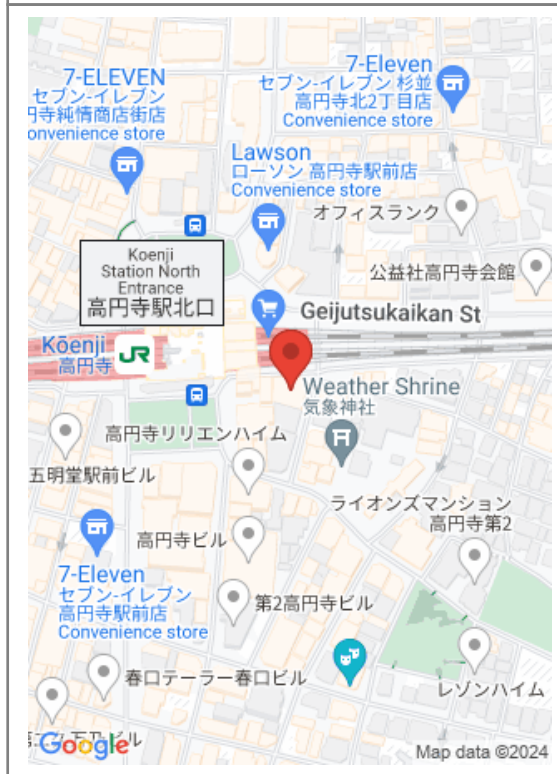 7-ELEVEN
セブン-イレブン
円寺純情商店街店
Convenience store
7-Eleven
セブン-イレブン 杉並
高円寺北2丁目店
Convenience store
Lawson
ローソン 高円寺駅前店
Convenience store
オフィスランク
公益社高円寺会館
Koenji
Station North
Entrance
高円寺駅北口
Geijutsukaikan St
Kōenji
高円寺
JR
Weather Shrine
気象神社
高円寺リリエンハイム
五明堂駅前ビル
ライオンズマンション
高円寺第2
高円寺ビル
7-Eleven
セブン-イレブン
高円寺駅前店
Convenience store
第2高円寺ビル
春口テーラー春口ビル
レゾンハイム
ビル
Google
Map data ©2024